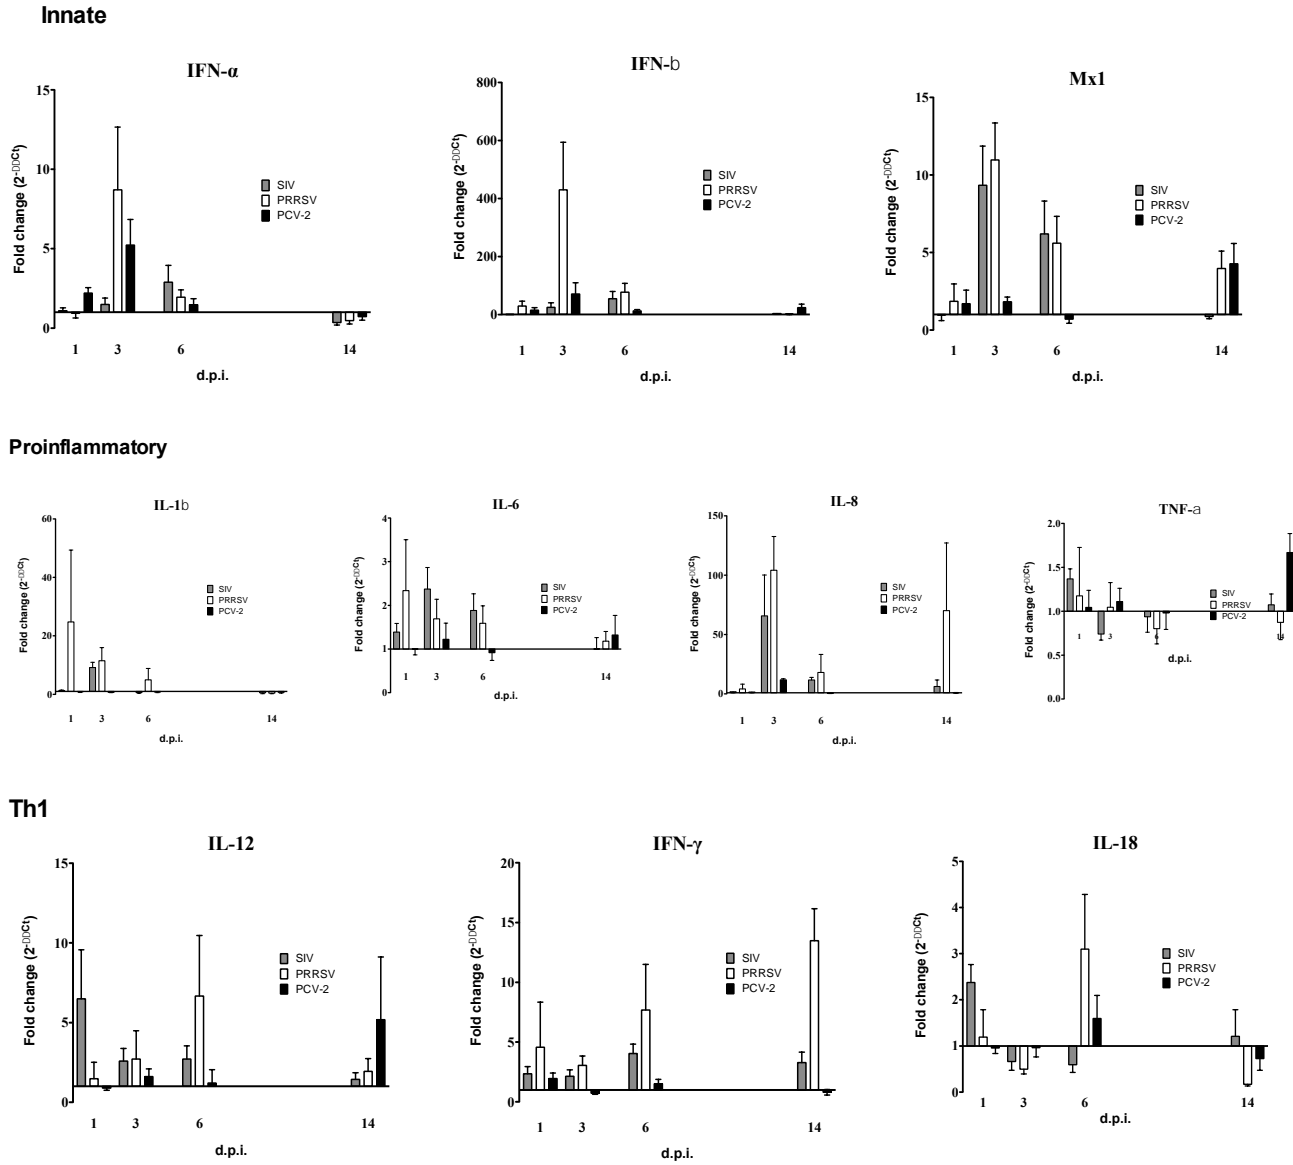 Innate
IFN-α
Fold change (2-DDCt)
15
10
5
0
SIV
PRRSV
PCV-2
1 3 6 14
d.p.i.
IFN-b
Fold change (2-DDCt)
800
600
400
200
0
SIV
PRRSV
PCV-2
1 3 6 14
d.p.i.
Mx1
Fold change (2-DDCt)
15
10
5
0
SIV
PRRSV
PCV-2
1 3 6 14
d.p.i.
Proinflammatory
IL-1b
Fold change (2-DDCt)
60
40
20
0
SIV
PRRSV
PCV-2
1 3 6 14
d.p.i.
IL-6
Fold change (2-DDCt)
4
3
2
1
0
SIV
PRRSV
PCV-2
1 3 6 14
d.p.i.
IL-8
Fold change (2-DDCt)
150
100
50
0
SIV
PRRSV
PCV-2
1 3 6 14
d.p.i.
TNF-a
Fold change (2-DDCt)
2.0
1.5
1.0
0.5
0.0
SIV
PRRSV
PCV-2
1 3 6 14
d.p.i.
Th1
IL-12
Fold change (2-DDCt)
15
10
5
0
SIV
PRRSV
PCV-2
1 3 6 14
d.p.i.
IFN-γ
Fold change (2-DDCt)
20
15
10
5
0
SIV
PRRSV
PCV-2
1 3 6 14
d.p.i.
IL-18
Fold change (2-DDCt)
5
4
3
2
1
0
SIV
PRRSV
PCV-2
1 3 6 14
d.p.i.